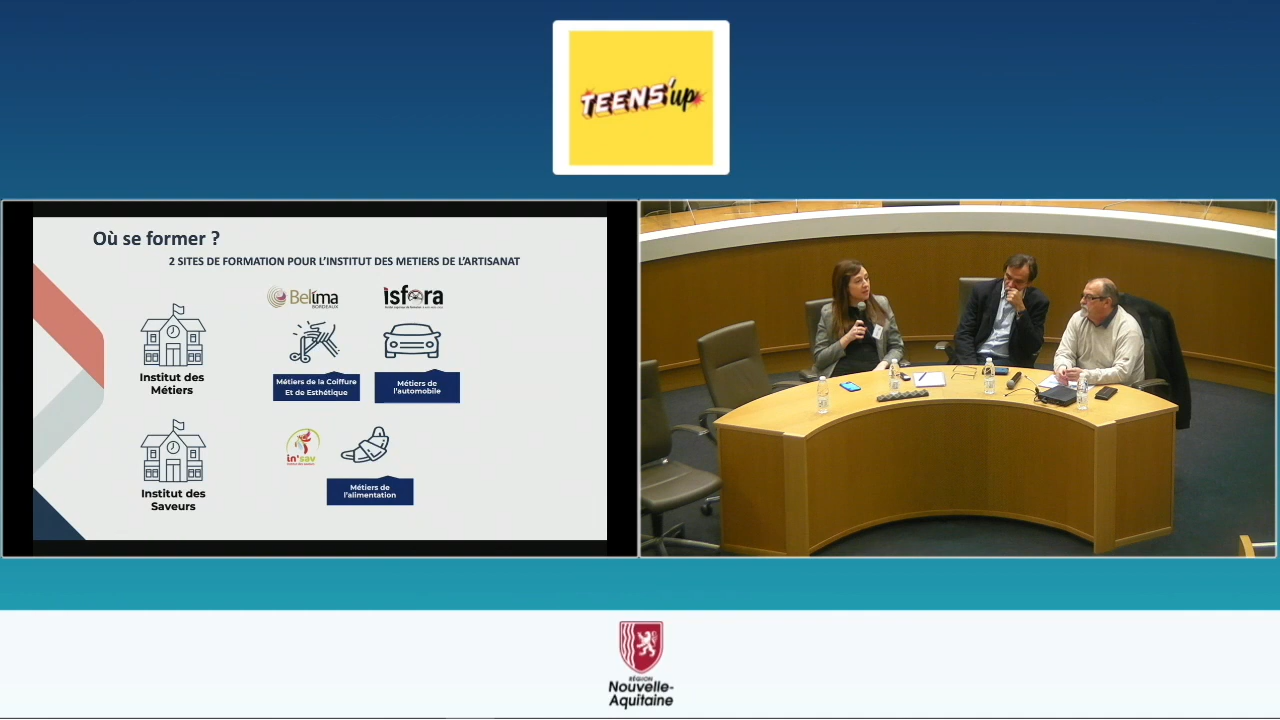 TEENS'up
Où se former ?
2 SITES DE FORMATION POUR L'INSTITUT DES METIERS DE L'ARTISANAT
Belima
BORDEAUX
isfora
Institut des
Métiers
Métiers de la Coiffure
Et de Esthétique
Métiers de
l'automobile
in'sav
Institut des
Saveurs
Métiers de
l'alimentation
RÉGION
Nouvelle-
Aquitaine